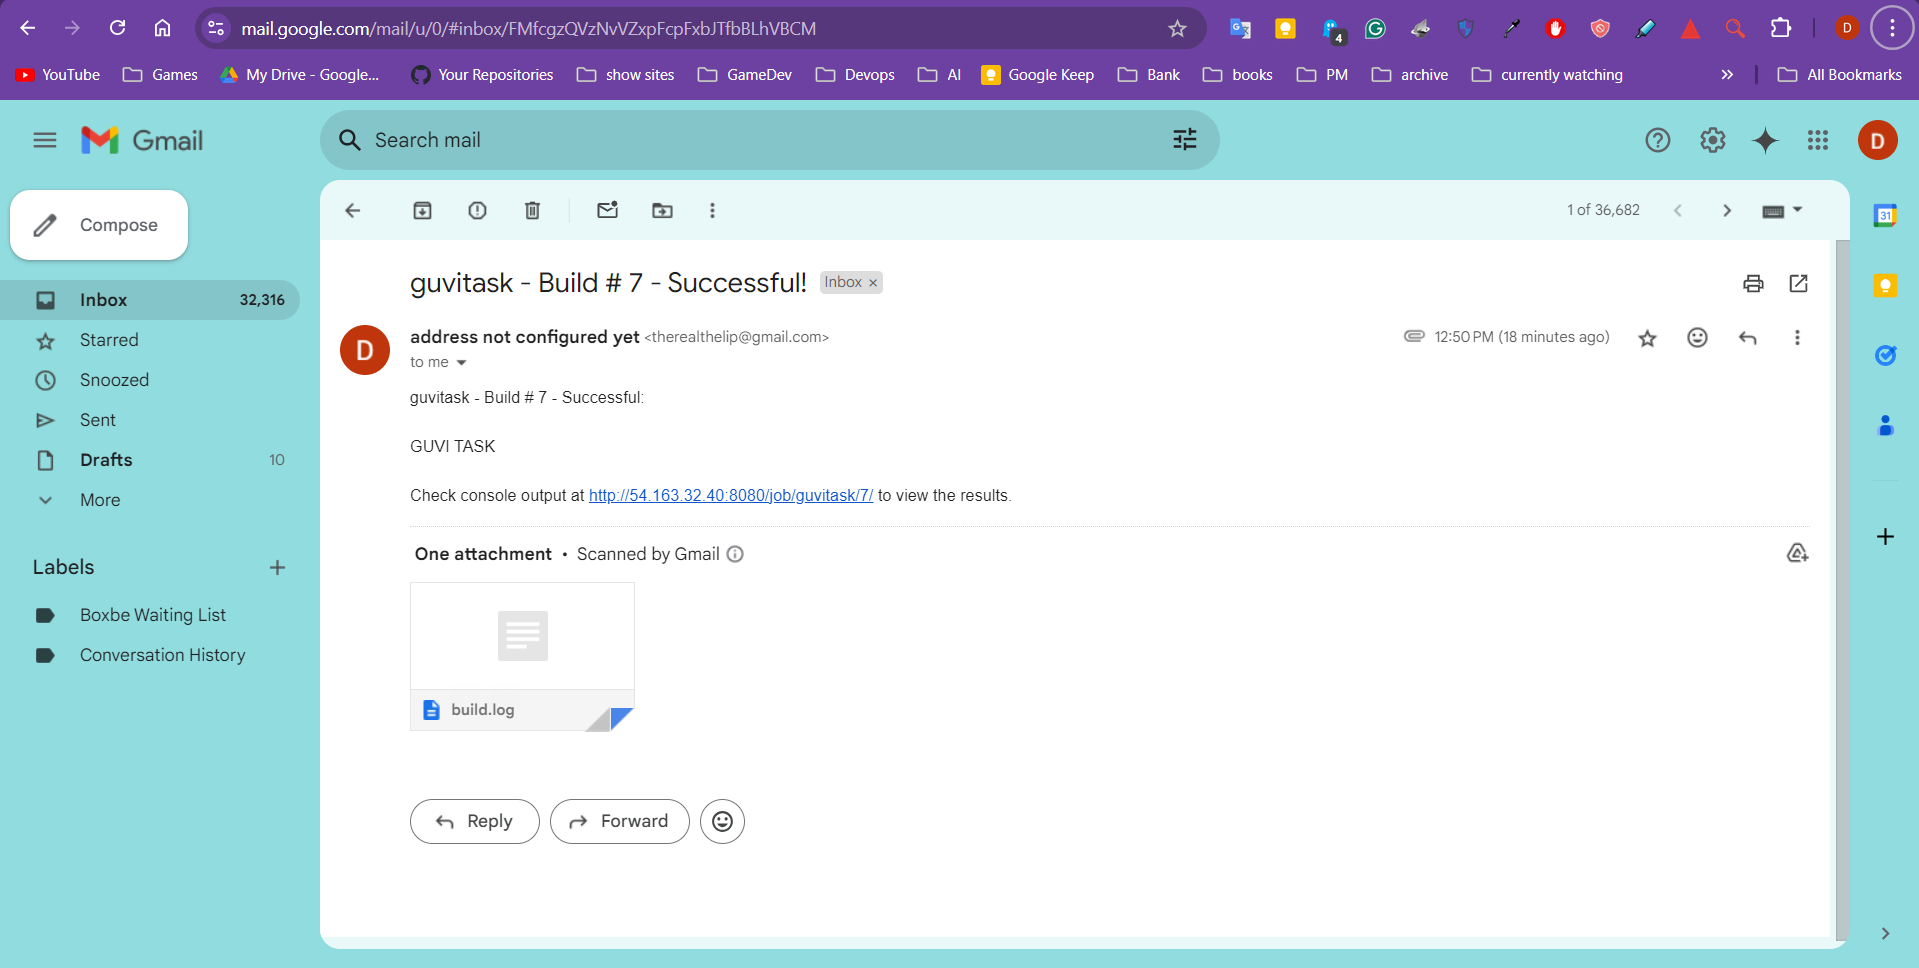 mail.google.com/mail/u/0/#inbox/FMfcgzQVzNvVZxpFcpFxbJTfbBLhVBCM
4
D
YouTube
Games
My Drive - Google...
Your Repositories
show sites
GameDev
Devops
AI
Google Keep
Bank
books
PM
archive
currently watching
All Bookmarks
Gmail
Search mail
D
Compose
1 of 36,682
31
Inbox 32,316
Starred
Snoozed
Sent
Drafts 10
More
Labels
Boxbe Waiting List
Conversation History
guvitask - Build # 7 - Successful! Inbox ×
D
address not configured yet <therealthelip@gmail.com>
12:50 PM (18 minutes ago)
to me
guvitask - Build # 7 - Successful:
GUVI TASK
Check console output at http://54.163.32.40:8080/job/guvitask/7/ to view the results.
One attachment • Scanned by Gmail
build.log
Reply
Forward